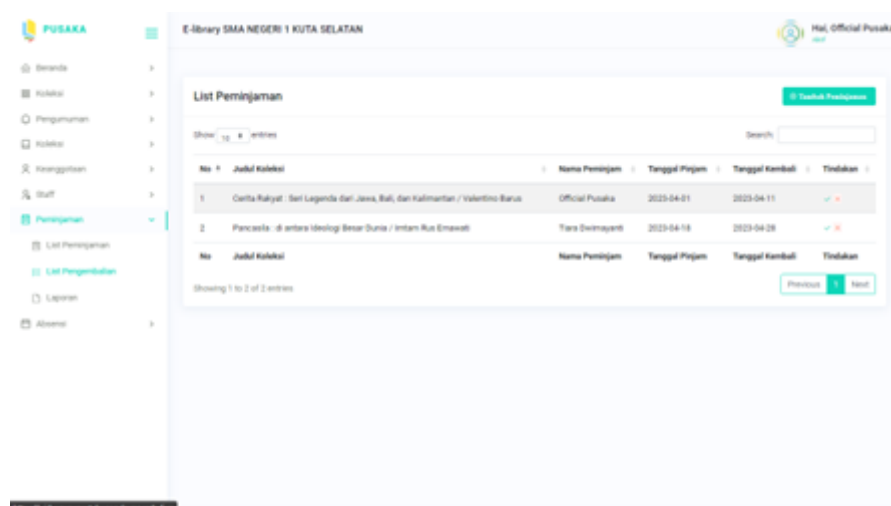 PUSAKA
E-library SMA NEGERI 1 KUTA SELATAN
Hai, Official Pusaka
Beranda
Koleksi
Pengumuman
Koleksi
Keanggotaan
Staff
Peminjaman
List Peminjaman
List Pengembalian
Laporan
Absensi
List Peminjaman
Tambah Peminjaman
Show 10 entries
Search:
No Judul Koleksi Nama Peminjam Tanggal Pinjam Tanggal Kembali Tindakan
1 Cerita Rakyat : Seri Legenda dari Jawa, Bali, dan Kalimantan / Valentino Barus Official Pusaka 2023-04-01 2023-04-11
2 Pancasila : di antara Ideologi Besar Dunia / Imtam Rus Ernawati Tiara Dwimayanti 2023-04-18 2023-04-28
No Judul Koleksi Nama Peminjam Tanggal Pinjam Tanggal Kembali Tindakan
Showing 1 to 2 of 2 entries
Previous 1 Next